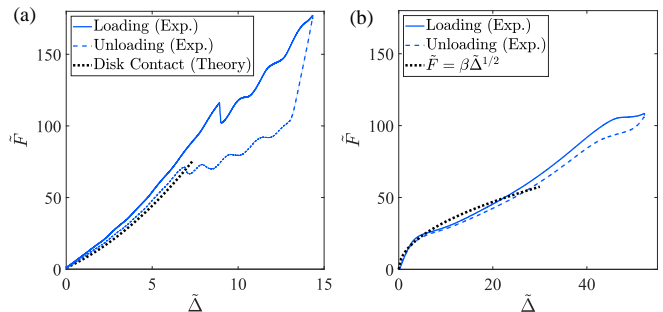 (a)
Loading (Exp.)
Unloading (Exp.)
Disk Contact (Theory)
F̃
150
100
50
0
0
5
10
15
Δ̃
(b)
Loading (Exp.)
Unloading (Exp.)
F̃ = βΔ̃^{1/2}
F̃
150
100
50
0
0
20
40
Δ̃